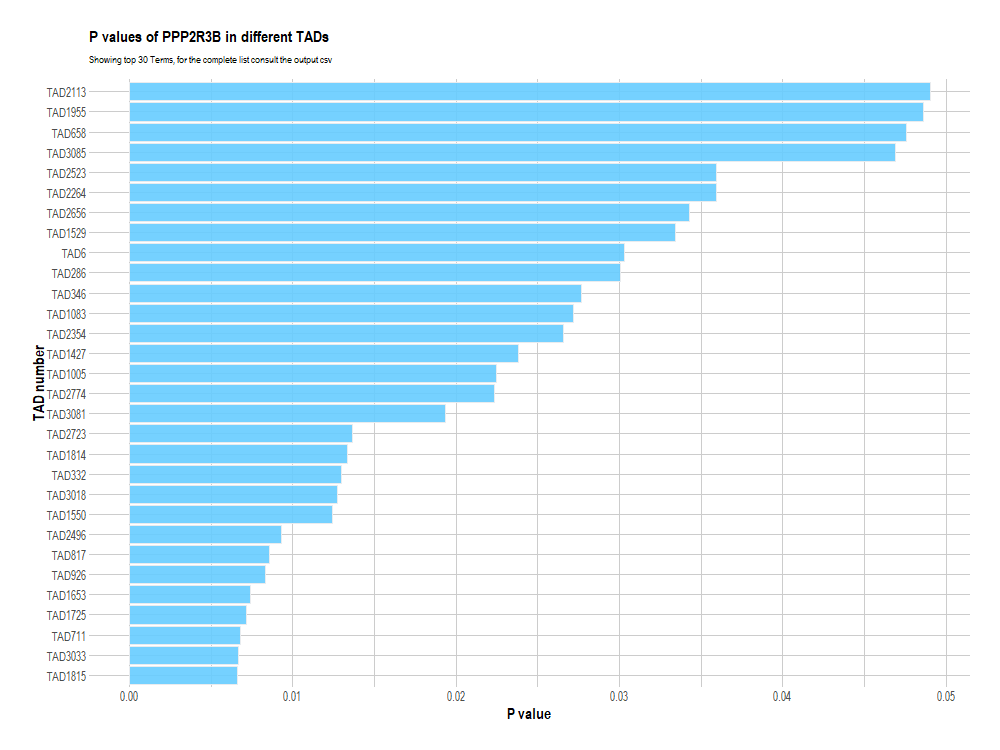 P values of PPP2R3B in different TADs
Showing top 30 Terms, for the complete list consult the output csv
TAD2113
TAD1955
TAD658
TAD3085
TAD2523
TAD2264
TAD2656
TAD1529
TAD6
TAD286
TAD346
TAD1083
TAD2354
TAD1427
TAD1005
TAD2774
TAD3081
TAD2723
TAD1814
TAD332
TAD3018
TAD1550
TAD2496
TAD817
TAD926
TAD1653
TAD1725
TAD711
TAD3033
TAD1815
TAD number
0.00 0.01 0.02 0.03 0.04 0.05
P value